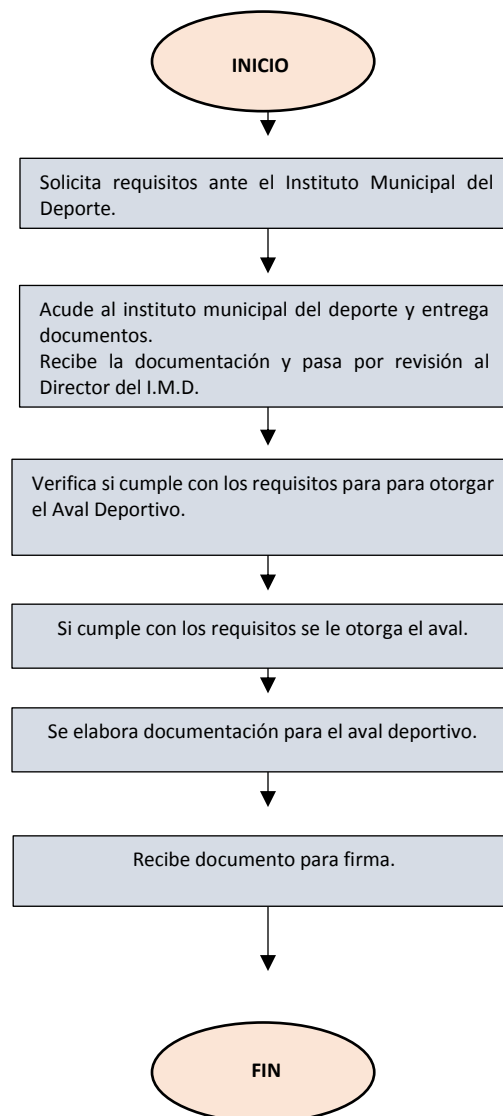 INICIO
Solicita requisitos ante el Instituto Municipal del
Deporte.
Acude al instituto municipal del deporte y entrega
documentos.
Recibe la documentación y pasa por revisión al
Director del I.M.D.
Verifica si cumple con los requisitos para para otorgar
el Aval Deportivo.
Si cumple con los requisitos se le otorga el aval.
Se elabora documentación para el aval deportivo.
Recibe documento para firma.
FIN